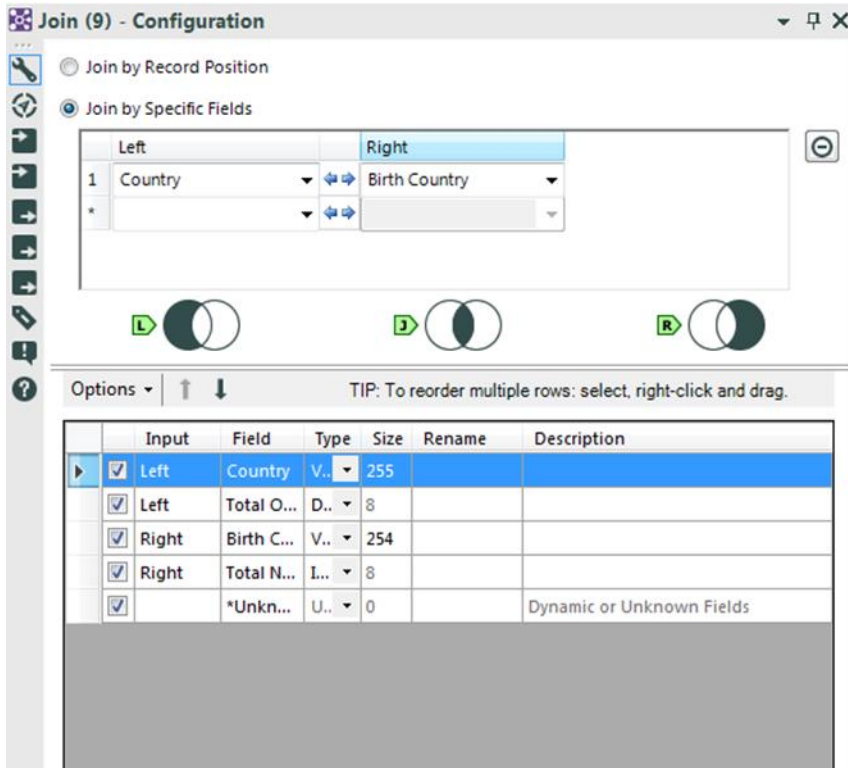 Join (9) - Configuration
Join by Record Position
Join by Specific Fields
Left Right
1 Country Birth Country
*
L J R
Options TIP: To reorder multiple rows: select, right-click and drag.
Input Field Type Size Rename Description
Left Country V.. 255
Left Total O... D.. 8
Right Birth C... V.. 254
Right Total N... I... 8
*Unkn... U.. 0 Dynamic or Unknown Fields